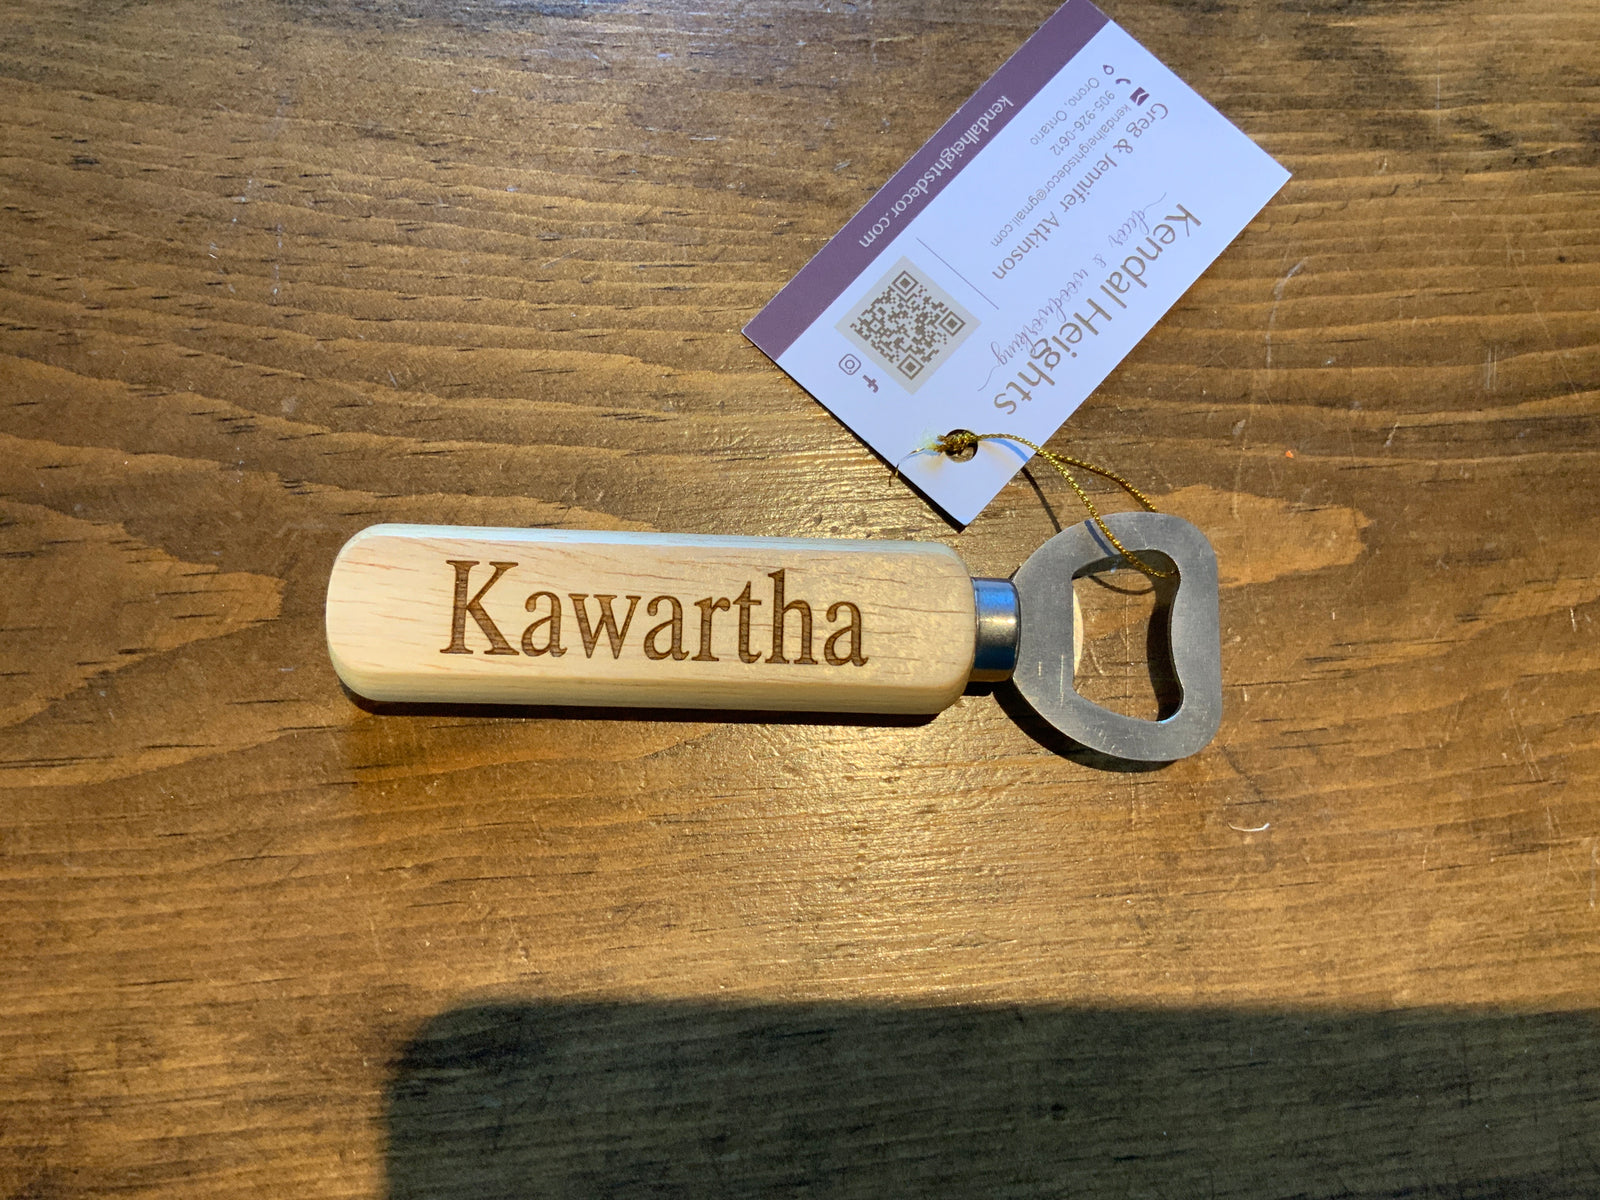 Kawartha
Kendal Heights
decor & woodworking
Greg & Jennifer Atkinson
kendalheightsdecor@gmail.com
905-926-0612
Orono, Ontario
kendalheightsdecor.com